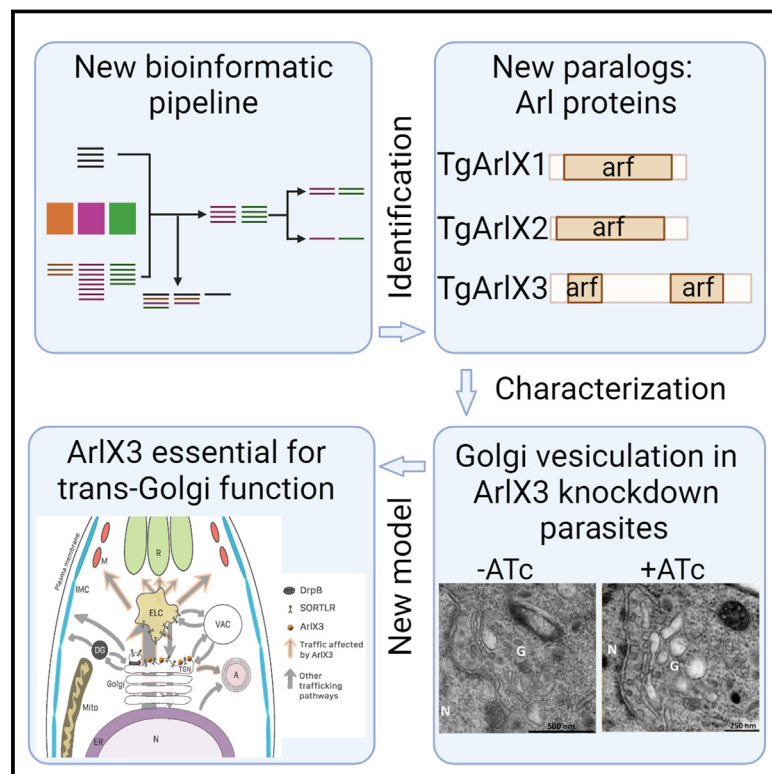 New bioinformatic
pipeline
Identification
New paralogs:
Arl proteins
TgArlX1
arf
TgArlX2
arf
TgArlX3
arf
arf
Characterization
ArlX3 essential for
trans-Golgi function
Plasma membrane
M
R
IMC
ELC
VAC
DG
TGN
A
Golgi
Mito
ER
N
DrpB
SORTLR
ArlX3
Traffic affected
by ArlX3
Other
trafficking
pathways
New model
Golgi vesiculation in
ArlX3 knockdown
parasites
-ATc
+ATc
G
N
500 nm
N
G
250 nm